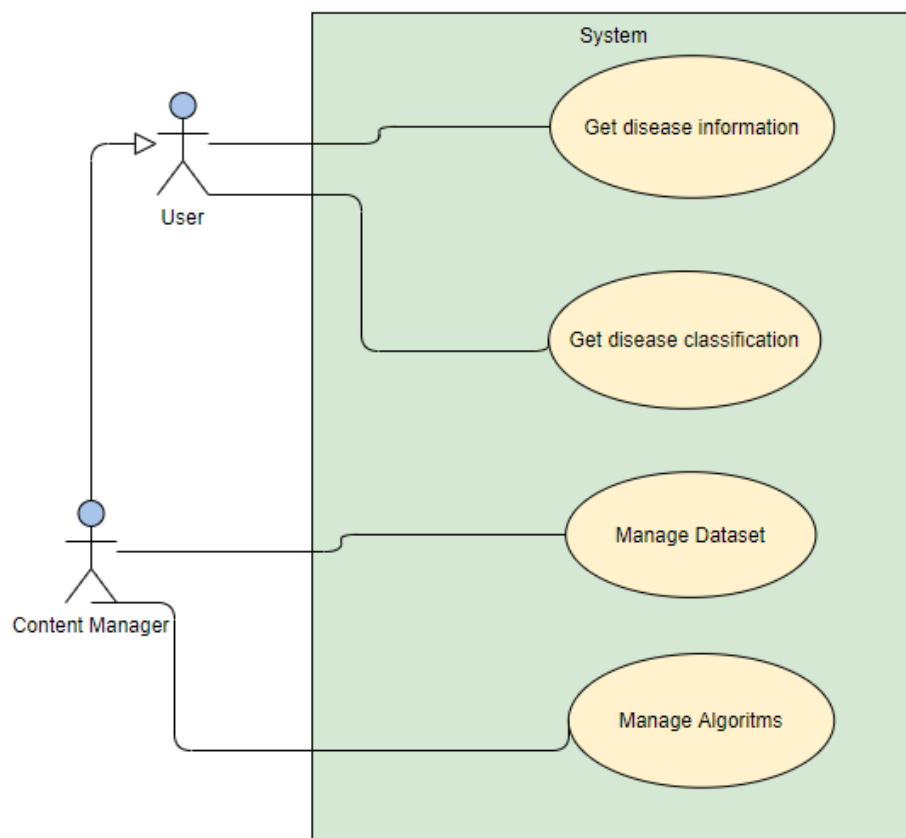 System
Get disease information
User
Get disease classification
Manage Dataset
Content Manager
Manage Algoritms